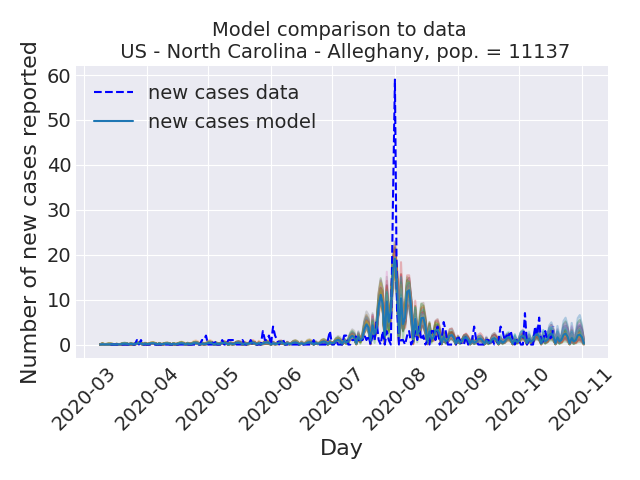 Model comparison to data
US - North Carolina - Alleghany, pop. = 11137
Number of new cases reported
60
50
40
30
20
10
0
new cases data
new cases model
2020-03
2020-04
2020-05
2020-06
2020-07
2020-08
2020-09
2020-10
2020-11
Day